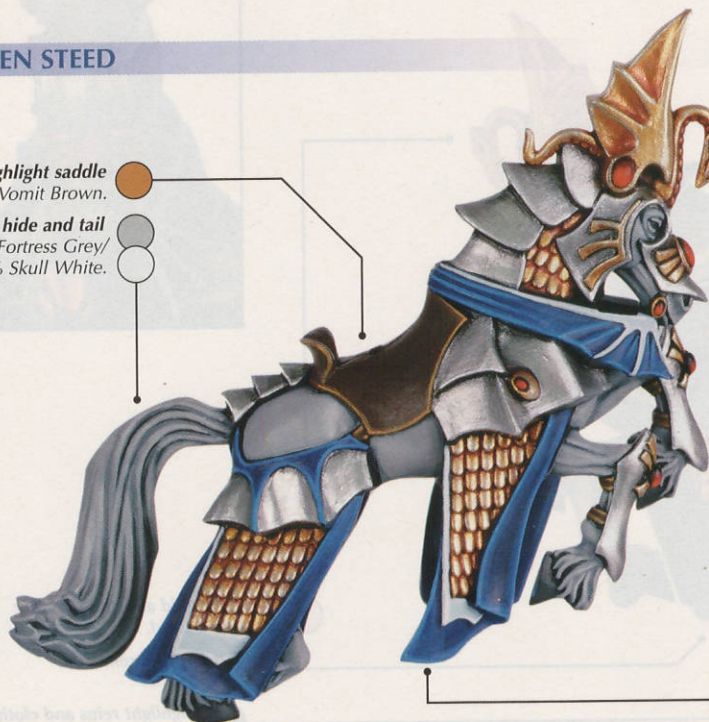 EN STEED
ghlight saddle
Vomit Brown.
hide and tail
Fortress Grey/
% Skull White.